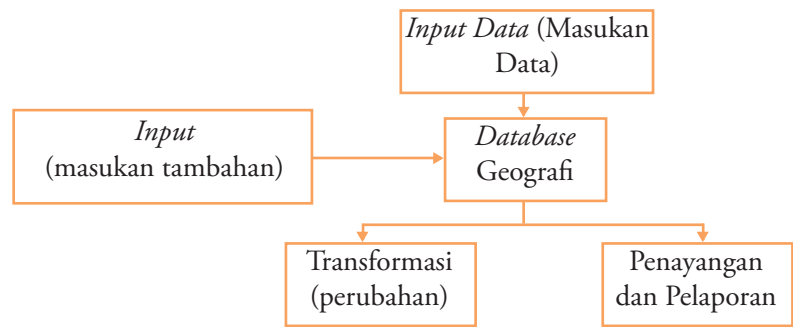 Input Data (Masukan
Data)
Input
(masukan tambahan)
Database
Geografi
Transformasi
(perubahan)
Penayangan
dan Pelaporan